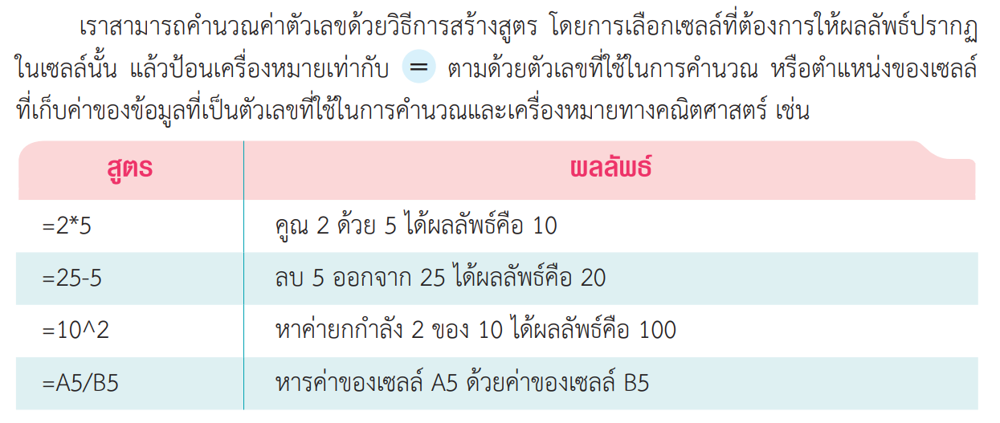 เราสามารถคำนวณค่าตัวเลขด้วยวิธีการสร้างสูตร โดยการเลือกเซลล์ที่ต้องการให้ผลลัพธ์ปรากฏ
ในเซลล์นั้น แล้วป้อนเครื่องหมายเท่ากับ = ตามด้วยตัวเลขที่ใช้ในการคำนวณ หรือตำแหน่งของเซลล์
ที่เก็บค่าของข้อมูลที่เป็นตัวเลขที่ใช้ในการคำนวณและเครื่องหมายทางคณิตศาสตร์ เช่น
สูตร ผลลัพธ์
=2*5 คูณ 2 ด้วย 5 ได้ผลลัพธ์คือ 10
=25-5 ลบ 5 ออกจาก 25 ได้ผลลัพธ์คือ 20
=10^2 หาค่ายกกำลัง 2 ของ 10 ได้ผลลัพธ์คือ 100
=A5/B5 หารค่าของเซลล์ A5 ด้วยค่าของเซลล์ B5